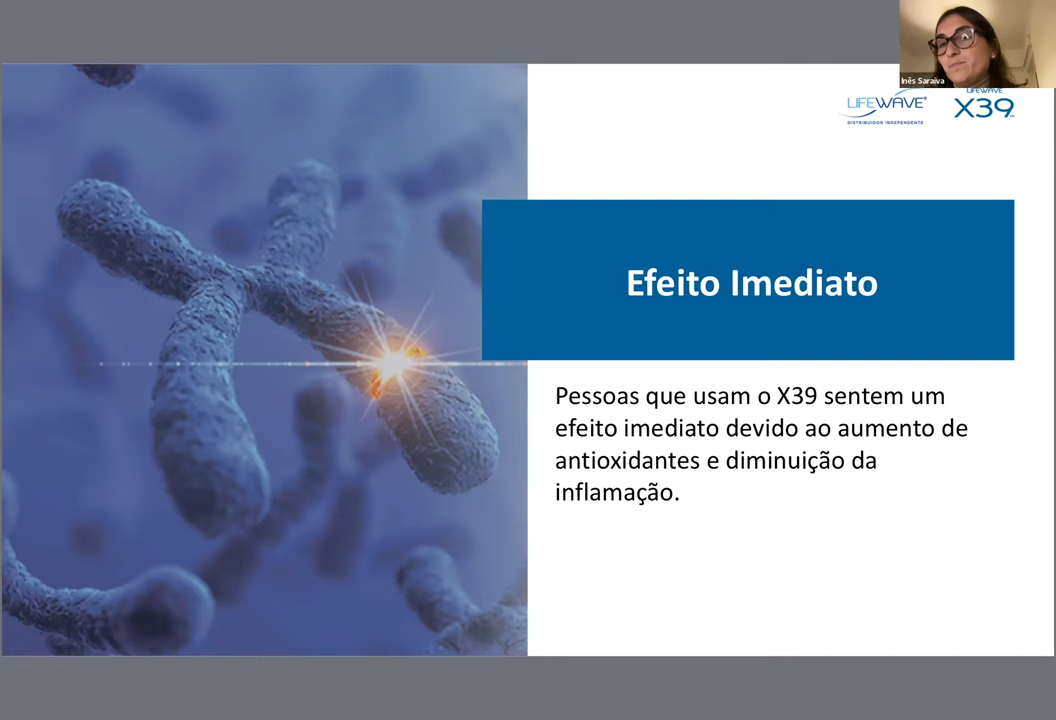 Inês Saraiva
LIFEWAVE®
DISTRIBUIDOR INDEPENDENTE
LIFEWAVE
X39™
Efeito Imediato
Pessoas que usam o X39 sentem um
efeito imediato devido ao aumento de
antioxidantes e diminuição da
inflamação.